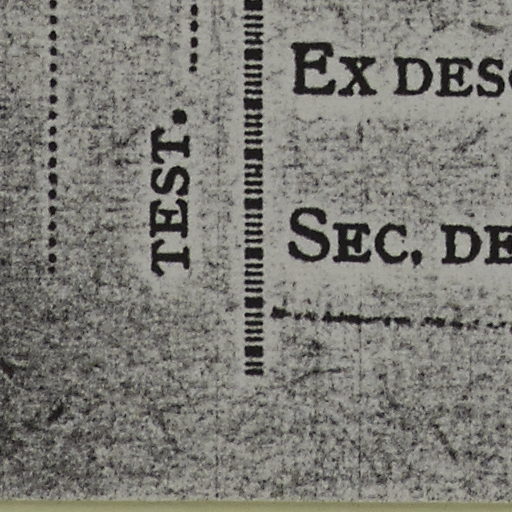 TEST.
EX DESC
SEC. DE